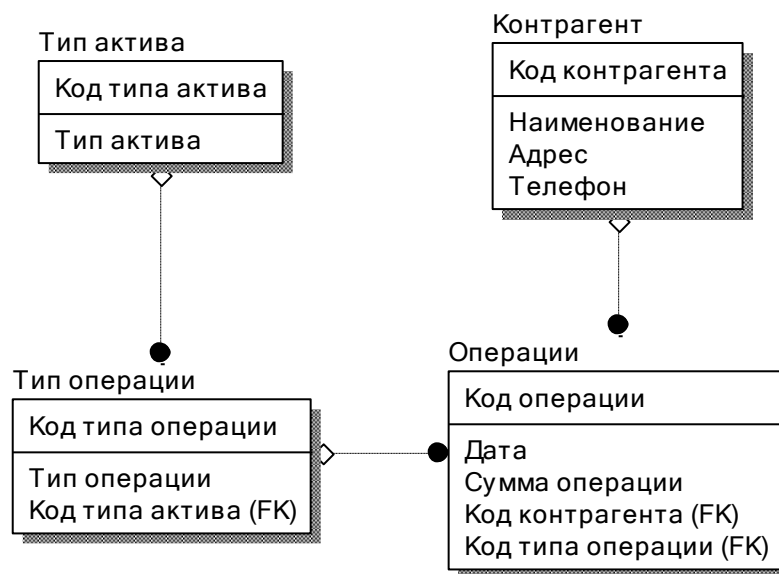 Тип актива
Код типа актива
Тип актива
Контрагент
Код контрагента
Наименование
Адрес
Телефон
Тип операции
Код типа операции
Тип операции
Код типа актива (FK)
Операции
Код операции
Дата
Сумма операции
Код контрагента (FK)
Код типа операции (FK)